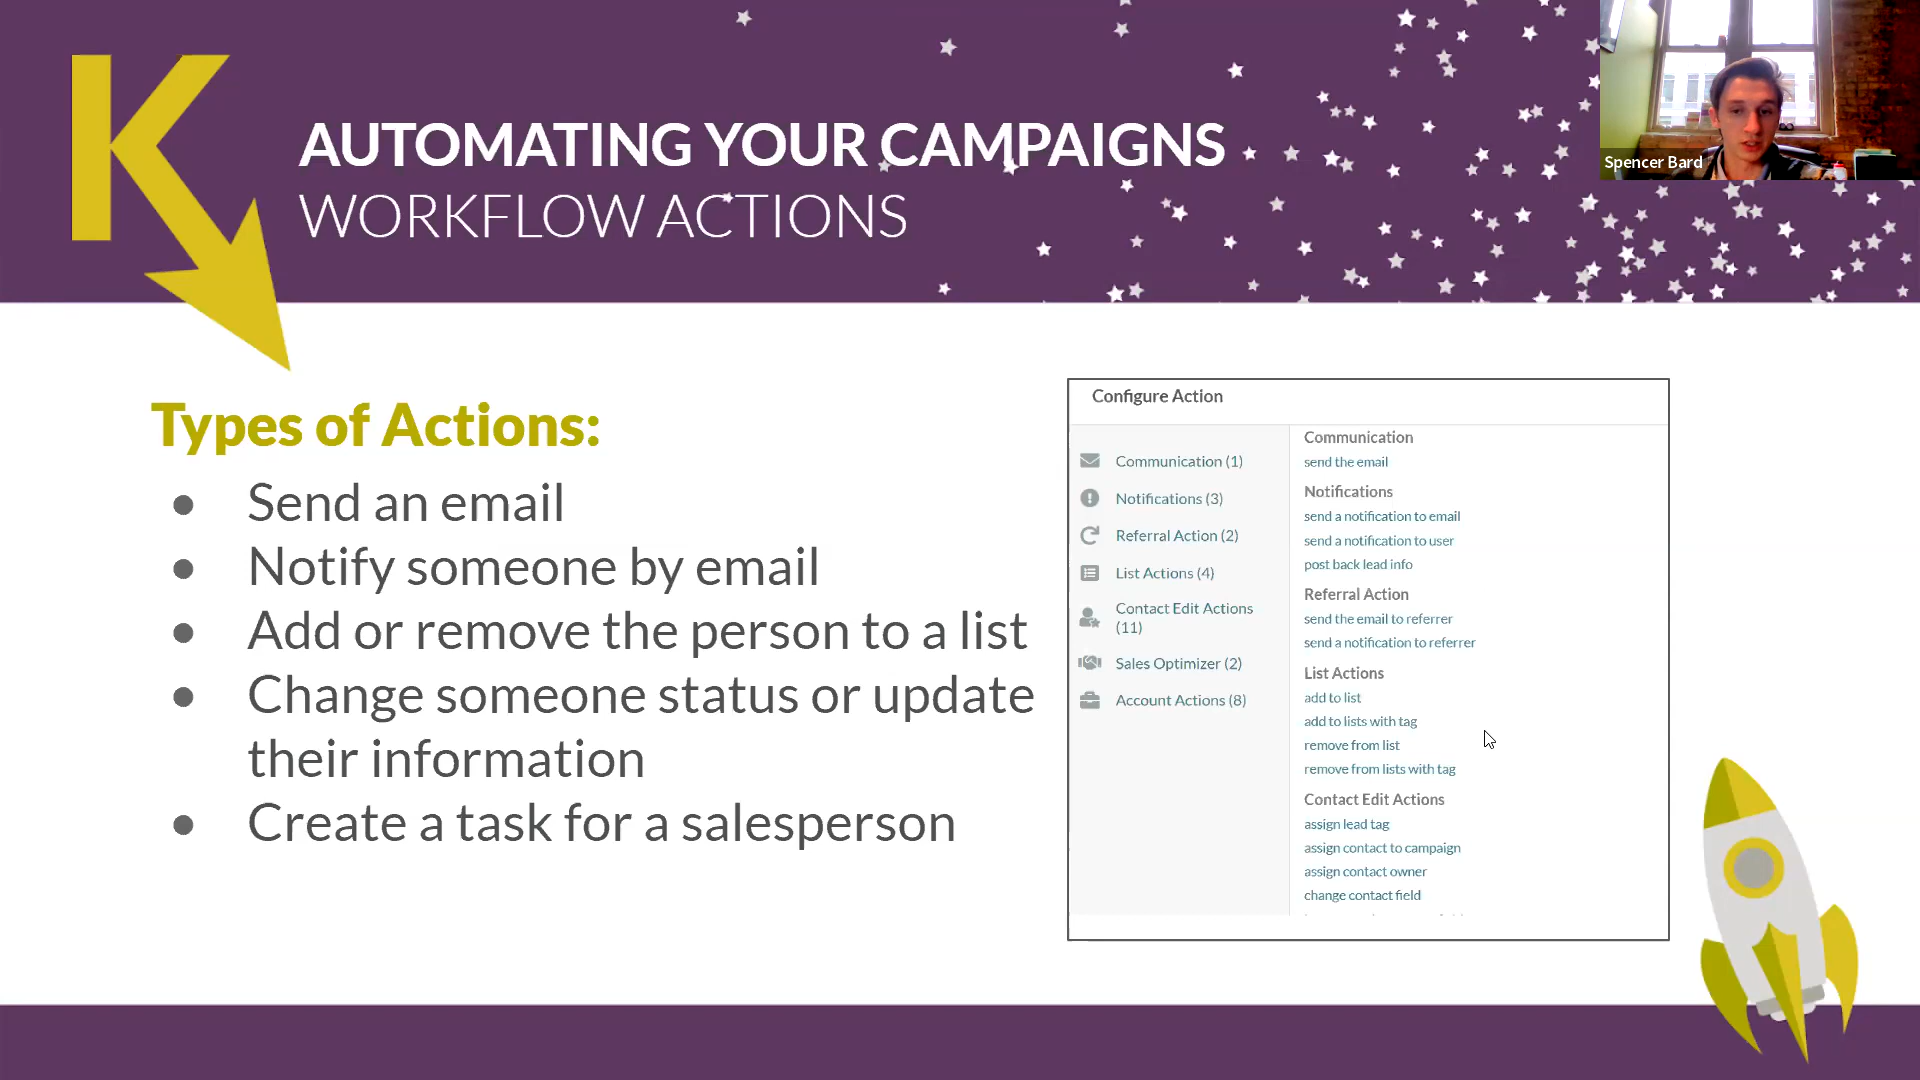 K
AUTOMATING YOUR CAMPAIGNS
WORKFLOW ACTIONS
Spencer Bard
Types of Actions:
Send an email
Notify someone by email
Add or remove the person to a list
Change someone status or update
their information
Create a task for a salesperson
Configure Action
Communication (1)
Notifications (3)
Referral Action (2)
List Actions (4)
Contact Edit Actions
(11)
Sales Optimizer (2)
Account Actions (8)
Communication
send the email
Notifications
send a notification to email
send a notification to user
post back lead info
Referral Action
send the email to referrer
send a notification to referrer
List Actions
add to list
add to lists with tag
remove from list
remove from lists with tag
Contact Edit Actions
assign lead tag
assign contact to campaign
assign contact owner
change contact field